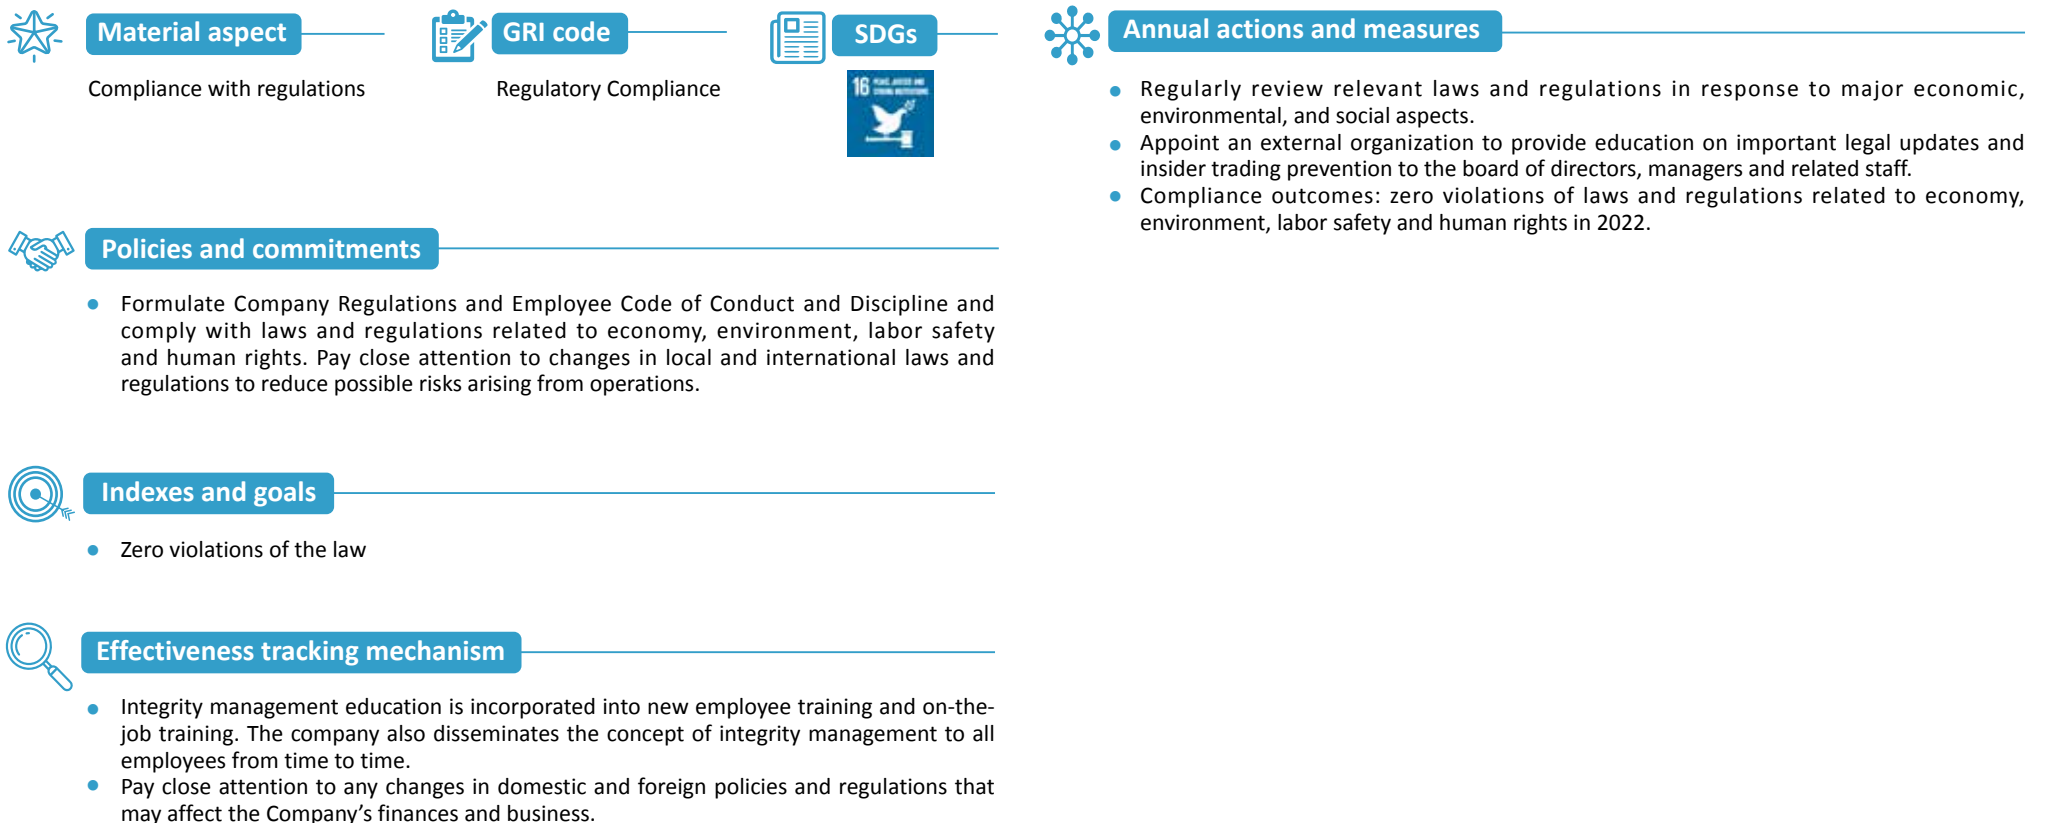 Material aspect
Compliance with regulations
GRI code
Regulatory Compliance
SDGs
16 PEACE, JUSTICE AND
STRONG INSTITUTIONS
Policies and commitments
Formulate Company Regulations and Employee Code of Conduct and Discipline and
comply with laws and regulations related to economy, environment, labor safety
and human rights. Pay close attention to changes in local and international laws and
regulations to reduce possible risks arising from operations.
Indexes and goals
Zero violations of the law
Effectiveness tracking mechanism
Integrity management education is incorporated into new employee training and on-the-
job training. The company also disseminates the concept of integrity management to all
employees from time to time.
Pay close attention to any changes in domestic and foreign policies and regulations that
may affect the Company's finances and business.
Annual actions and measures
Regularly review relevant laws and regulations in response to major economic,
environmental, and social aspects.
Appoint an external organization to provide education on important legal updates and
insider trading prevention to the board of directors, managers and related staff.
Compliance outcomes: zero violations of laws and regulations related to economy,
environment, labor safety and human rights in 2022.